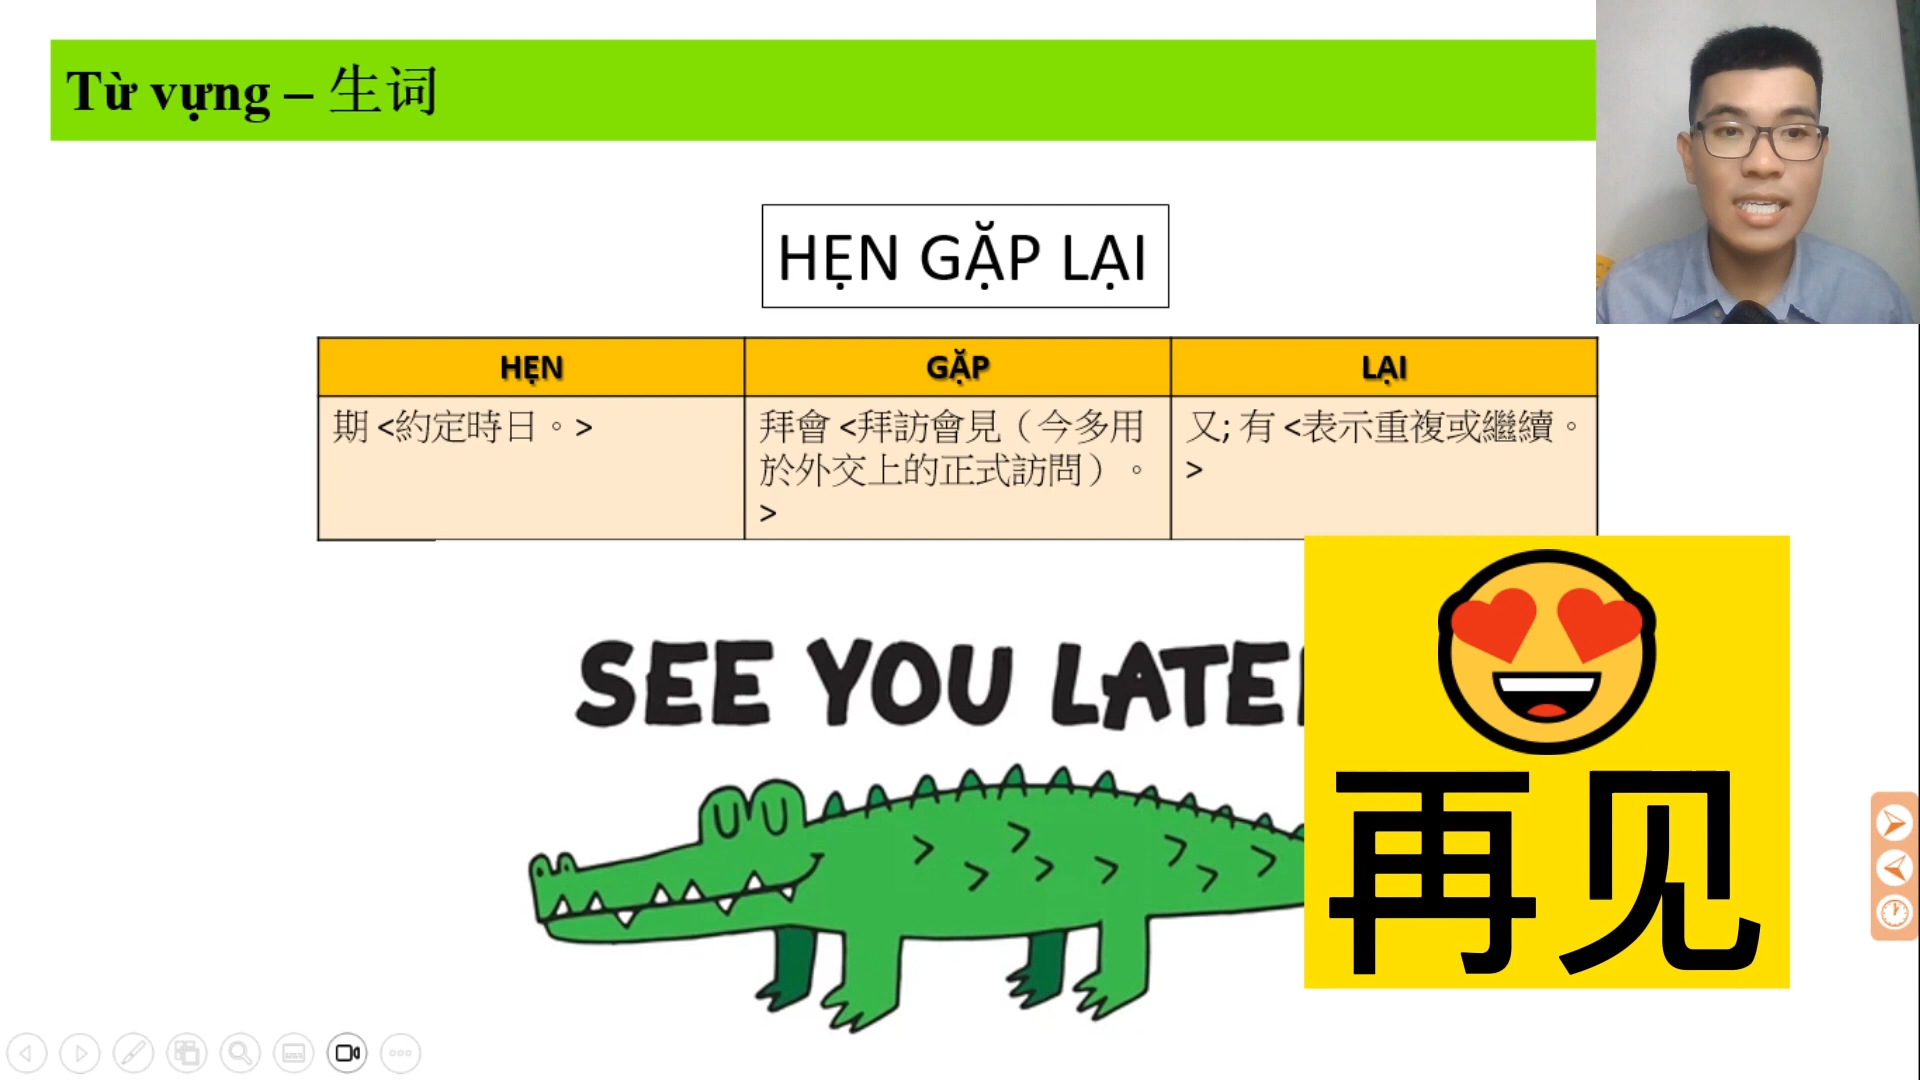 Từ vựng – 生词
HẸN GẶP LẠI
HẸN
GẶP
LẠI
期 <約定時日。>
拜會 <拜訪會見（今多用
於外交上的正式訪問）。
>
又; 有 <表示重複或繼續。
>
SEE YOU LATE
再见